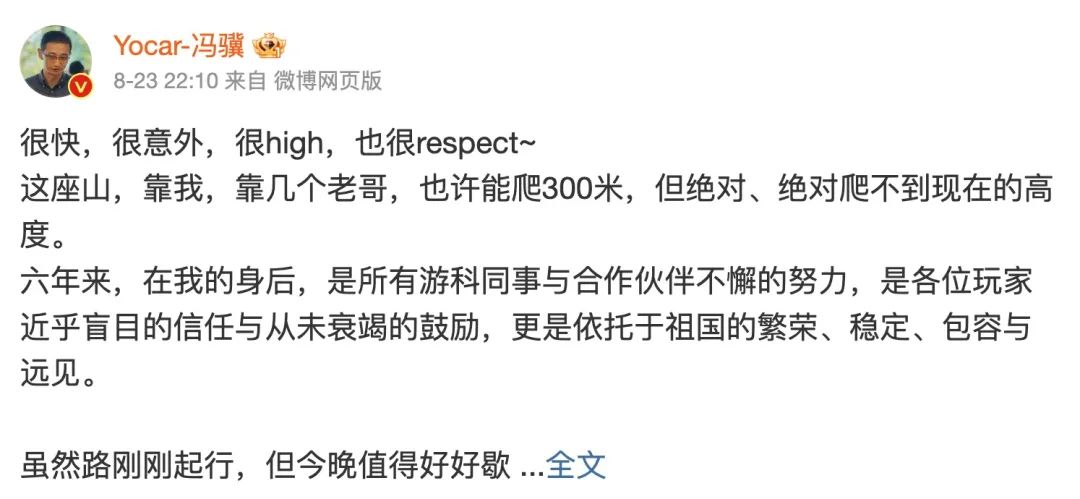 Yocar-冯骥
8-23 22:10 来自 微博网页版
很快，很意外，很high，也很respect~
这座山，靠我，靠几个老哥，也许能爬300米，但绝对、绝对爬不到现在的高
度。
六年来，在我的身后，是所有游科同事与合作伙伴不懈的努力，是各位玩家
近乎盲目的信任与从未衰竭的鼓励，更是依托于祖国的繁荣、稳定、包容与
远见。
虽然路刚刚起行，但今晚值得好好歇 ...全文